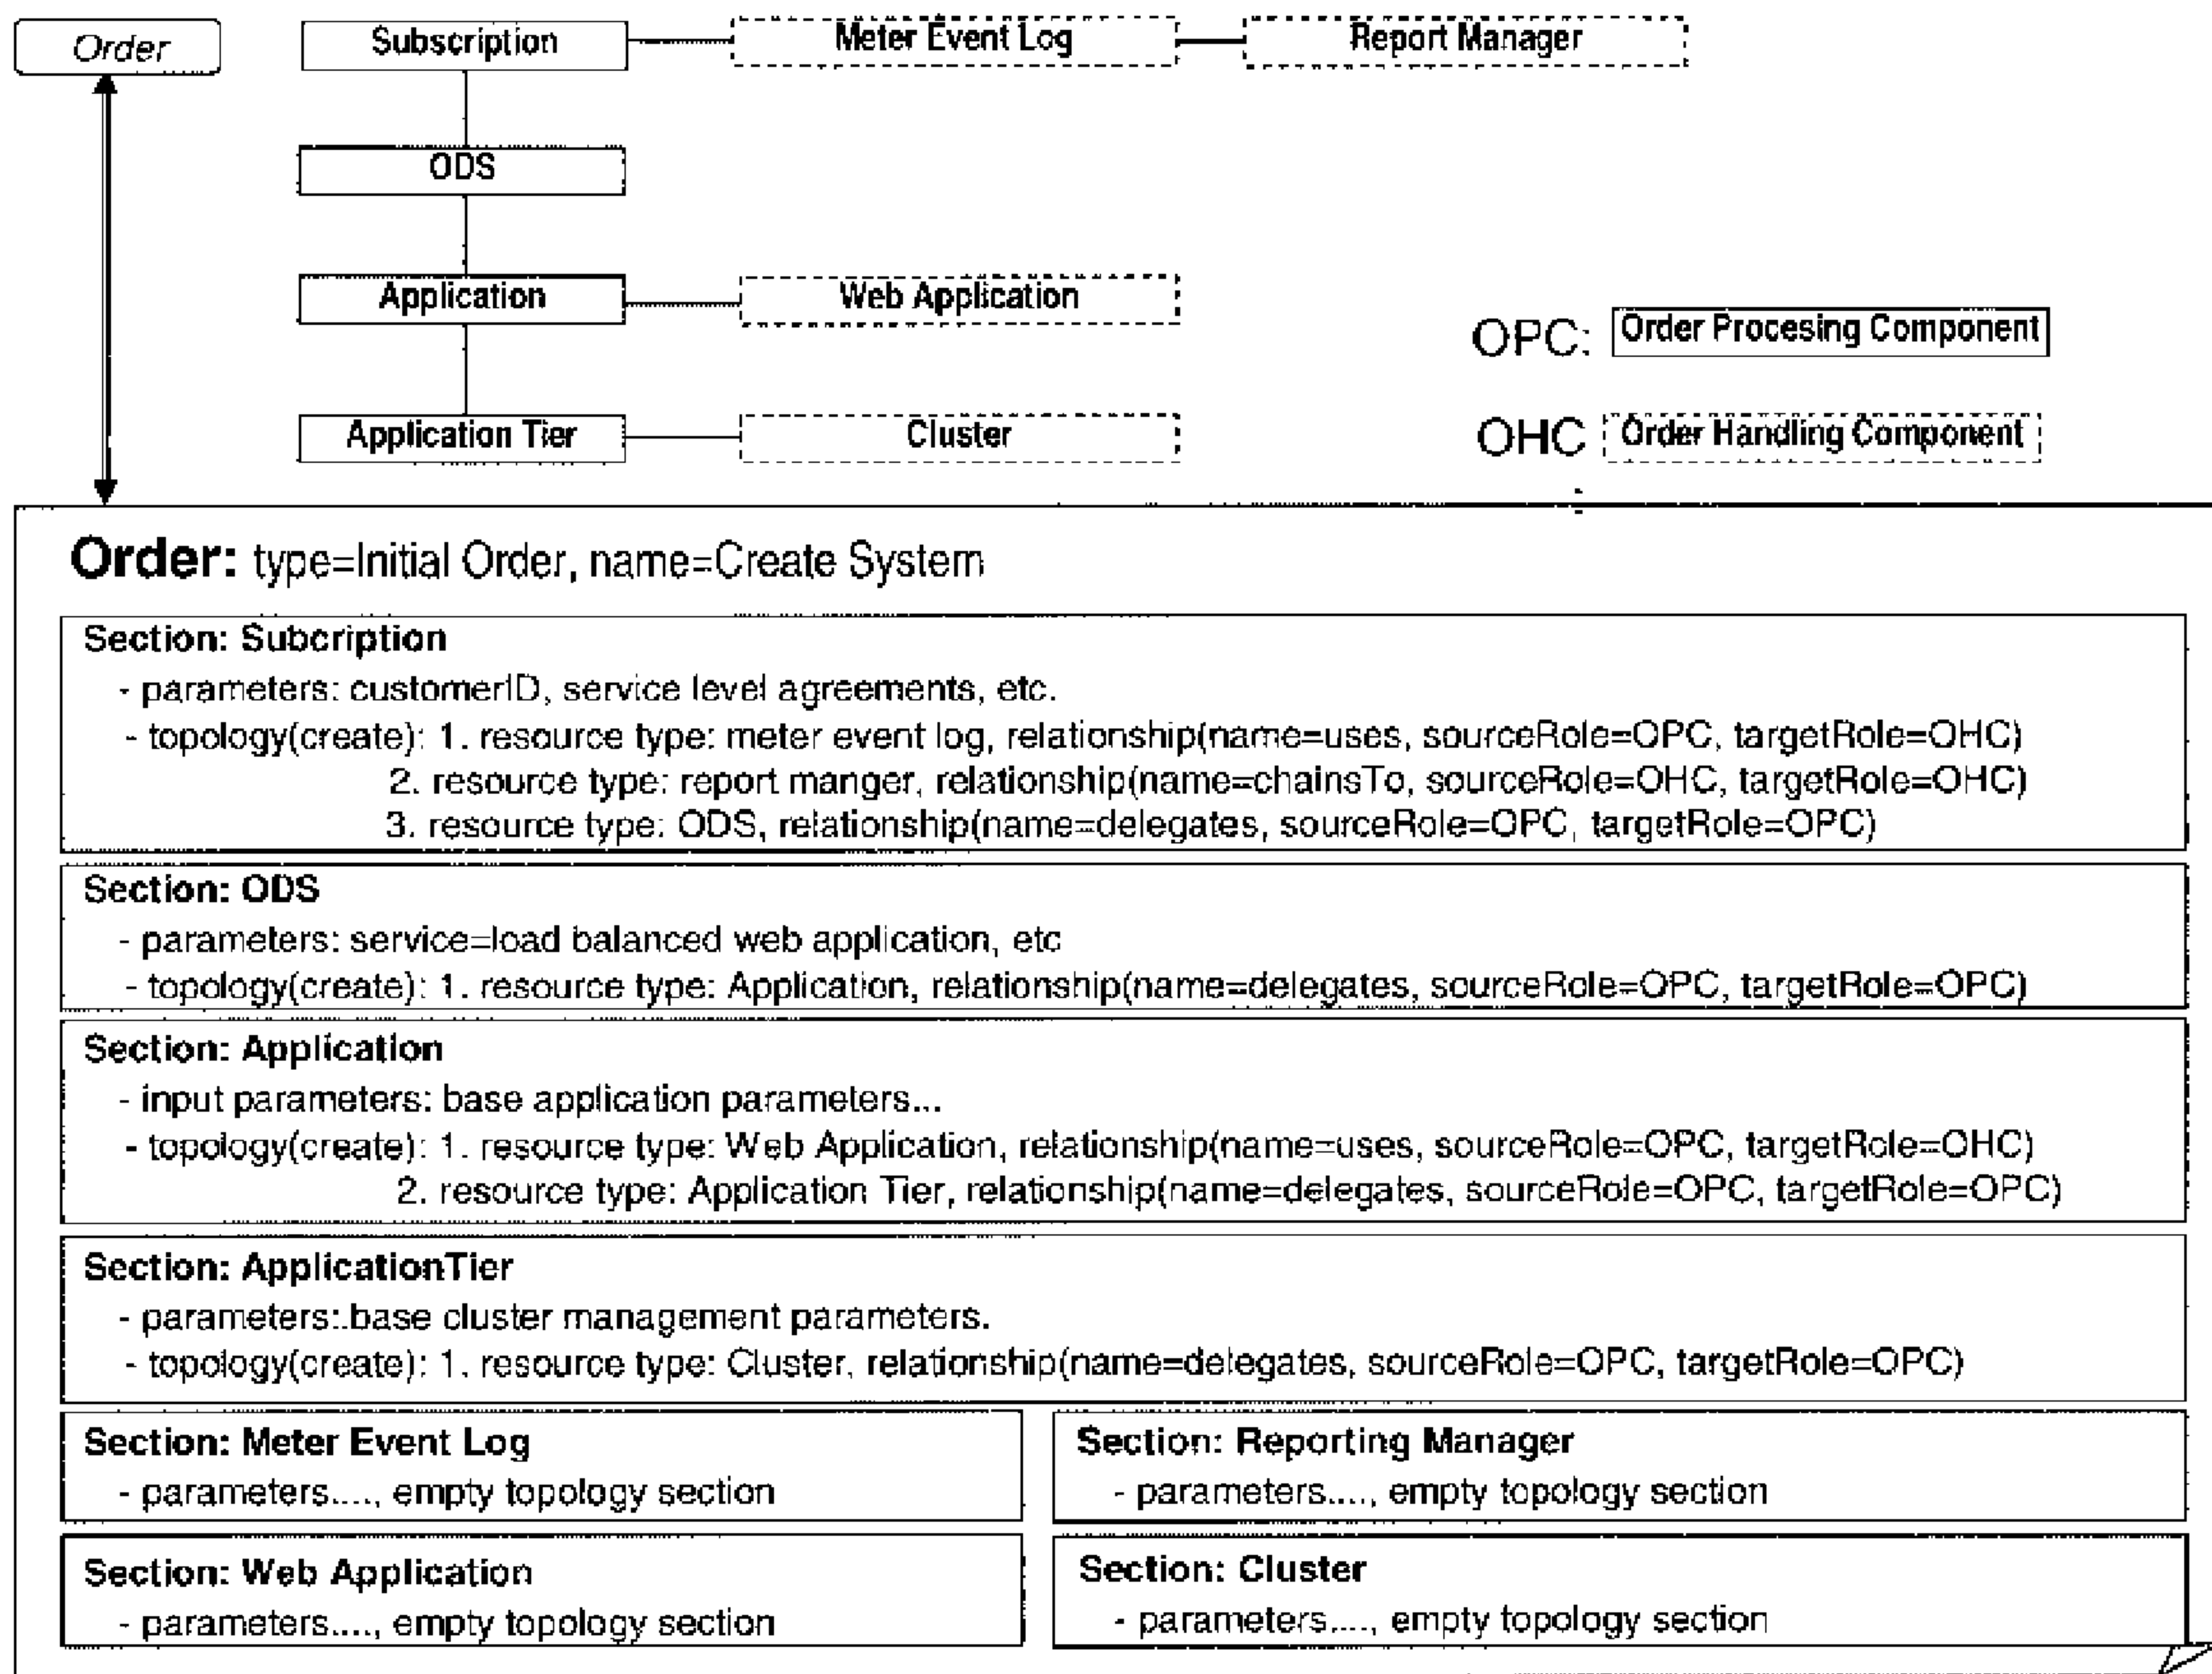 Order
Subscription
Meter Event Log
Report Manager
ODS
Application
Web Application
OPC: Order Procesing Component
Application Tier
Cluster
OHC Order Handling Component
:
Order: type=Initial Order, name=Create System
Section: Subcription
- parameters: customerID, service level agreements, etc.
- topology(create): 1. resource type: meter event log, relationship(name=uses, sourceRole=OPC, targetRole=OHC)
2. resource type: report manger, relationship(name=chainsTo, sourceRole=OHC, targetRole=OHC)
3. resource type: ODS, relationship(name=delegates, sourceRole=OPC, targetRole=OPC)
Section: ODS
- parameters: service=load balanced web application, etc
- topology(create): 1. resource type: Application, relationship(name=delegates, sourceRole=OPC, targetRole=OPC)
Section: Application
- input parameters: base application parameters...
- topology(create): 1. resource type: Web Application, relationship(name=uses, sourceRole=OPC, targetRole=OHC)
2. resource type: Application Tier, relationship(name=delegates, sourceRole=OPC, targetRole=OPC)
Section: ApplicationTier
- parameters:.base cluster management parameters.
- topology(create): 1. resource type: Cluster, relationship(name=delegates, sourceRole=OPC, targetRole=OPC)
Section: Meter Event Log
- parameters...., empty topology section
Section: Reporting Manager
- parameters...., empty topology section
Section: Web Application
- parameters...., empty topology section
Section: Cluster
- parameters...., empty topology section